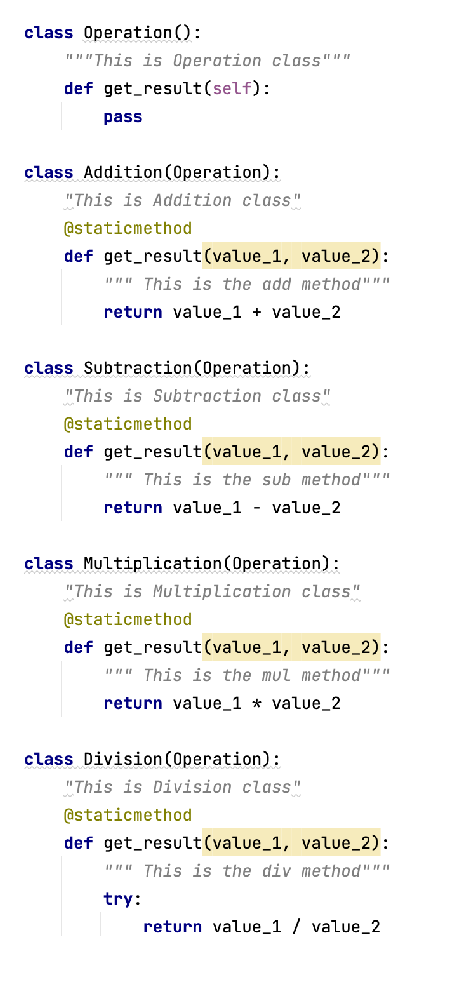 class Operation():
    """This is Operation class"""
    def get_result(self):
        pass

class Addition(Operation):
    "This is Addition class"
    @staticmethod
    def get_result(value_1, value_2):
        """ This is the add method"""
        return value_1 + value_2

class Subtraction(Operation):
    "This is Subtraction class"
    @staticmethod
    def get_result(value_1, value_2):
        """ This is the sub method"""
        return value_1 - value_2

class Multiplication(Operation):
    "This is Multiplication class"
    @staticmethod
    def get_result(value_1, value_2):
        """ This is the mul method"""
        return value_1 * value_2

class Division(Operation):
    "This is Division class"
    @staticmethod
    def get_result(value_1, value_2):
        """ This is the div method"""
        try:
            return value_1 / value_2